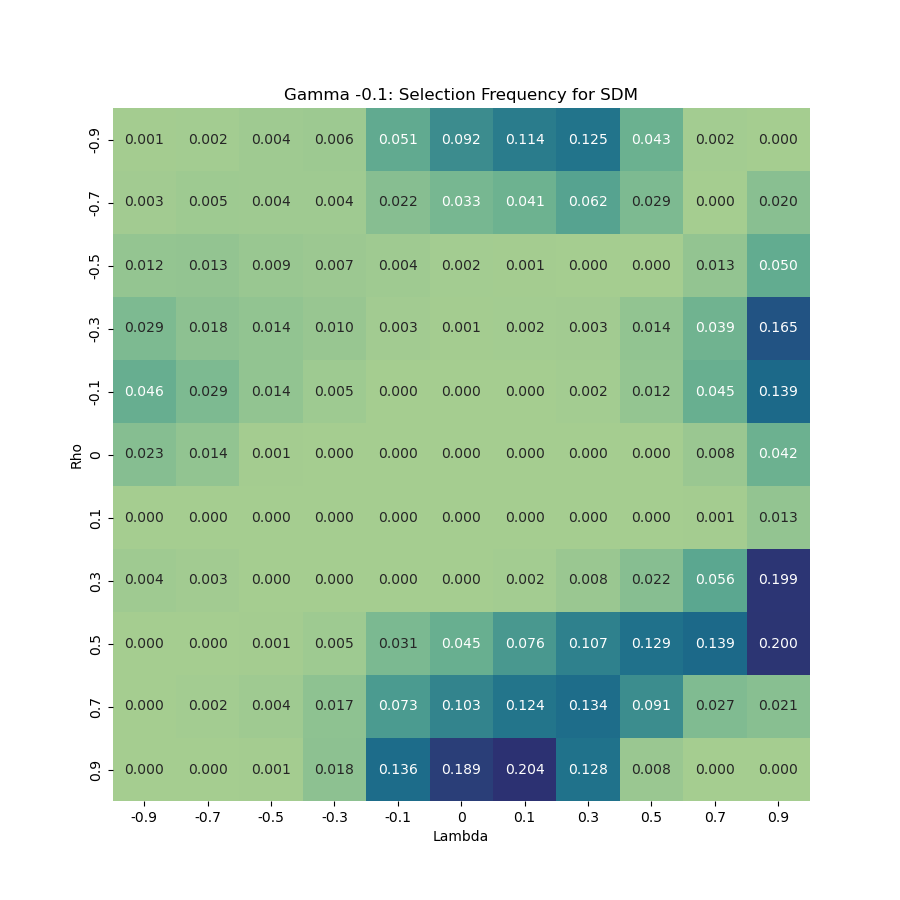 Gamma -0.1: Selection Frequency for SDM
-0.9 0.001 0.002 0.004 0.006 0.051 0.092 0.114 0.125 0.043 0.002 0.000
-0.7 0.003 0.005 0.004 0.004 0.022 0.033 0.041 0.062 0.029 0.000 0.020
-0.5 0.012 0.013 0.009 0.007 0.004 0.002 0.001 0.000 0.000 0.013 0.050
-0.3 0.029 0.018 0.014 0.010 0.003 0.001 0.002 0.003 0.014 0.039 0.165
-0.1 0.046 0.029 0.014 0.005 0.000 0.000 0.000 0.002 0.012 0.045 0.139
Rho
0 0.023 0.014 0.001 0.000 0.000 0.000 0.000 0.000 0.000 0.008 0.042
0.1 0.000 0.000 0.000 0.000 0.000 0.000 0.000 0.000 0.000 0.001 0.013
0.3 0.004 0.003 0.000 0.000 0.000 0.000 0.002 0.008 0.022 0.056 0.199
0.5 0.000 0.000 0.001 0.005 0.031 0.045 0.076 0.107 0.129 0.139 0.200
0.7 0.000 0.002 0.004 0.017 0.073 0.103 0.124 0.134 0.091 0.027 0.021
0.9 0.000 0.000 0.001 0.018 0.136 0.189 0.204 0.128 0.008 0.000 0.000
-0.9 -0.7 -0.5 -0.3 -0.1 0 0.1 0.3 0.5 0.7 0.9
Lambda